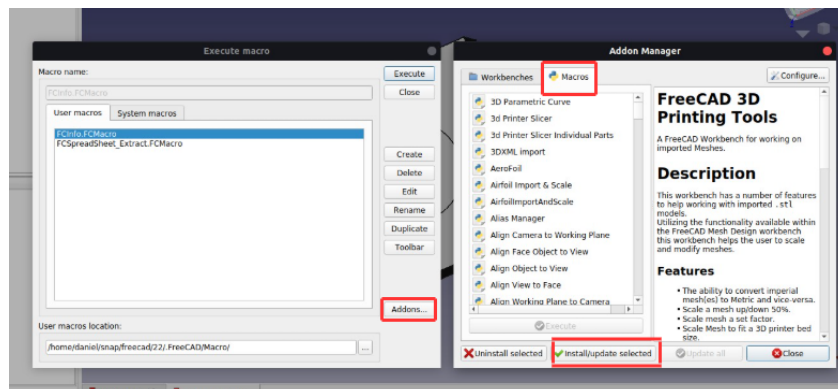 Execute macro
Macro name:
FCInfo.FCMacro
User macros
System macros
FCInfo.FCMacro
FCSpreadSheet_Extract.FCMacro
Execute
Close
Create
Delete
Edit
Rename
Duplicate
Toolbar
Addons...
User macros location:
/home/daniel/snap/freecad/22/.FreeCAD/Macro/
...
Addon Manager
Workbenches
Macros
Configure...
3D Parametric Curve
3d Printer Slicer
3d Printer Slicer Individual Parts
3DXML import
AeroFoil
Airfoil Import & Scale
AirfoilImportAndScale
Alias Manager
Align Camera to Working Plane
Align Face Object to View
Align Object to View
Align View to Face
Align Working Plane to Camera
Execute
FreeCAD 3D
Printing Tools
A FreeCAD Workbench for working on
imported Meshes.
Description
This workbench has a number of features
to help working with imported .stl
models.
Utilizing the functionality available within
the FreeCAD Mesh Design workbench
this workbench helps the user to scale
and modify meshes.
Features
• The ability to convert imperial
mesh(es) to Metric and vice-versa.
• Scale a mesh up/down 50%.
• Scale mesh a set factor.
• Scale Mesh to fit a 3D printer bed
size.
Uninstall selected
Install/update selected
Update all
Close